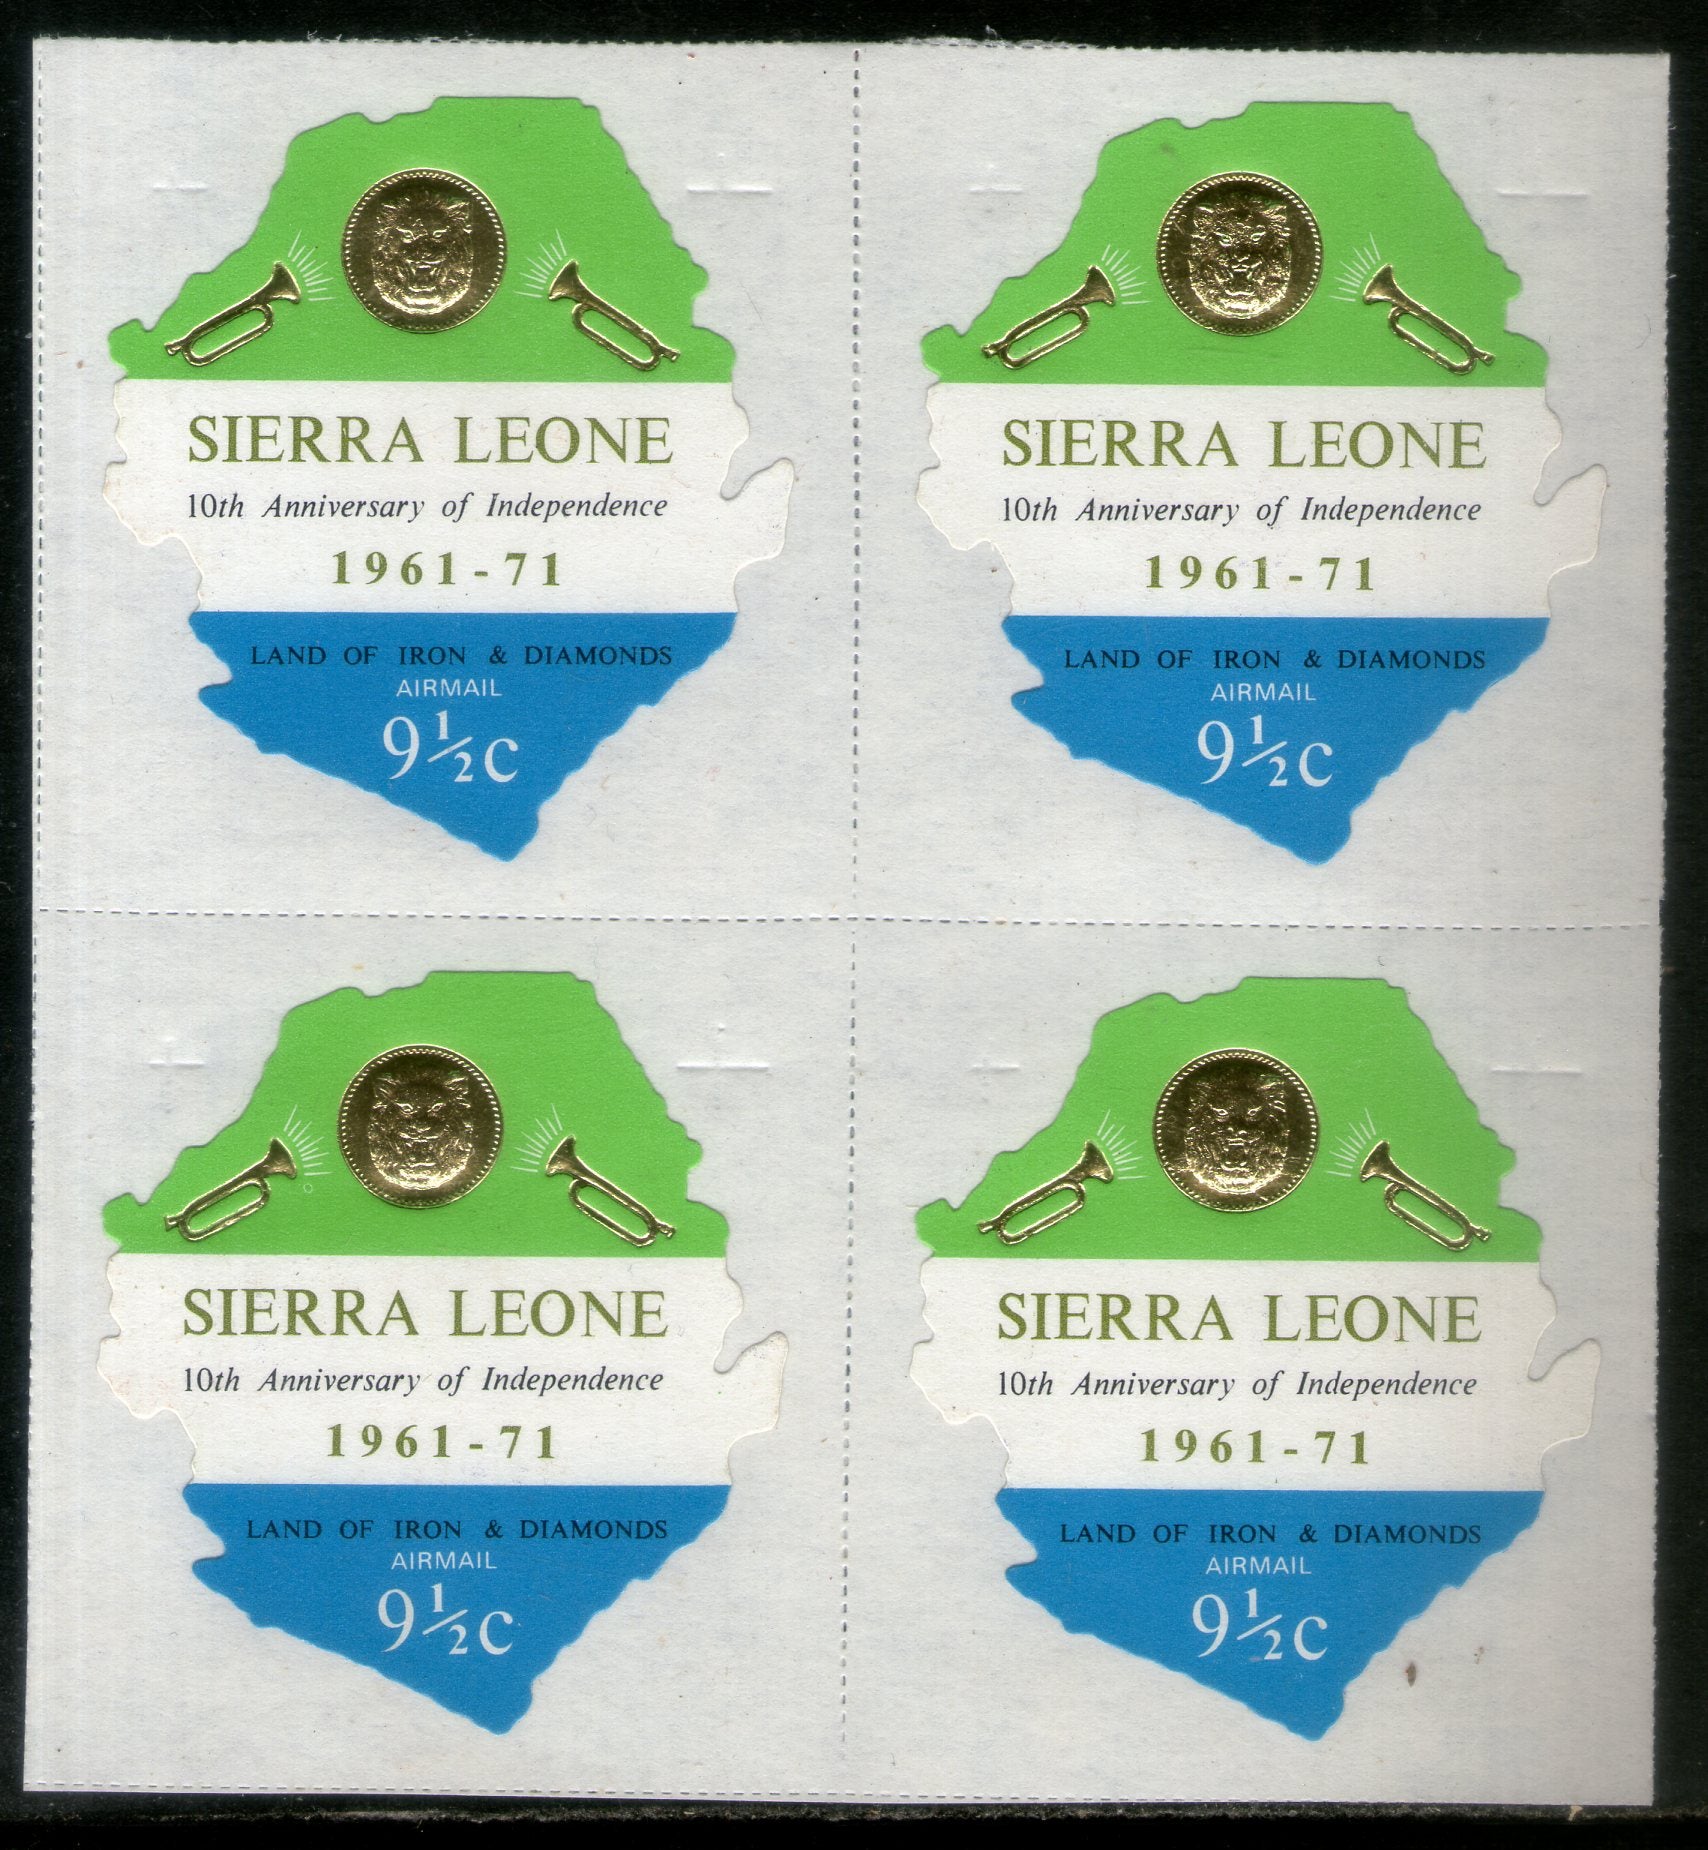 SIERRA LEONE
10th Anniversary of Independence
1961-71
LAND OF IRON & DIAMONDS
AIRMAIL
9½c
SIERRA LEONE
10th Anniversary of Independence
1961-71
LAND OF IRON & DIAMONDS
AIRMAIL
9½c
SIERRA LEONE
10th Anniversary of Independence
1961-71
LAND OF IRON & DIAMONDS
AIRMAIL
9½c
SIERRA LEONE
10th Anniversary of Independence
1961-71
LAND OF IRON & DIAMONDS
AIRMAIL
9½c